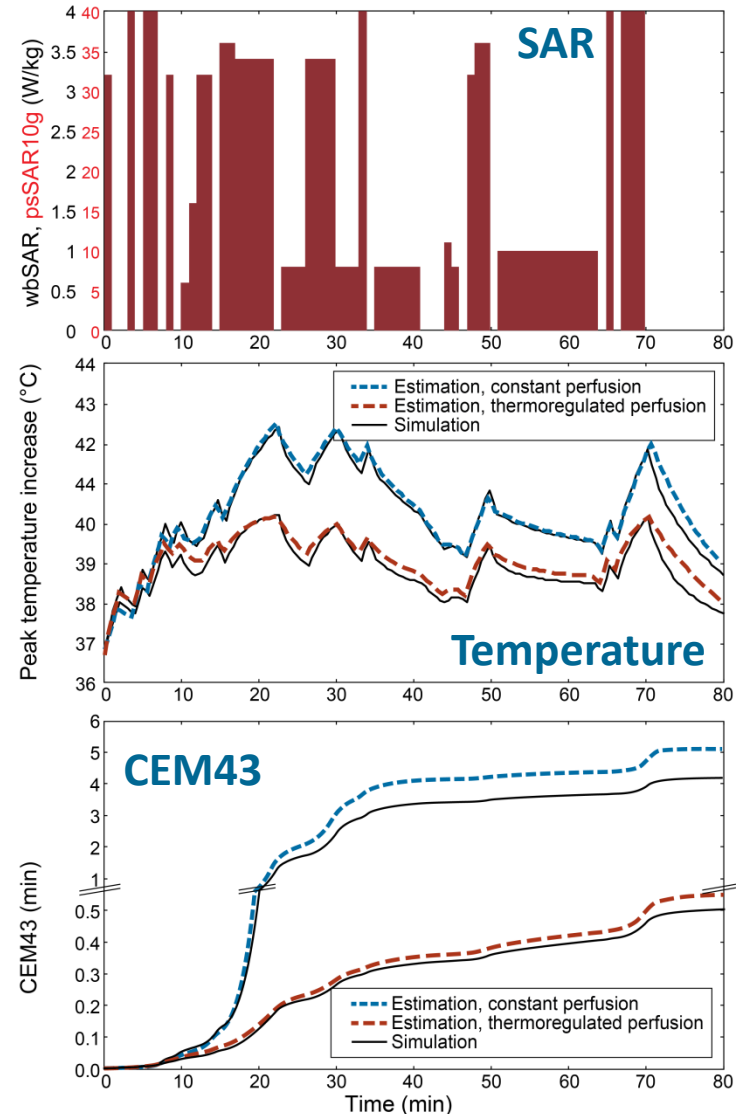 SAR
wbSAR, psSAR10g (W/kg)
4 40
3.5 35
3 30
2.5 25
2 20
1.5 15
1 10
0.5 5
0 0
0 10 20 30 40 50 60 70 80
Peak temperature increase (°C)
44
43
42
44
40
39
38
37
36
Estimation, constant perfusion
Estimation, thermoregulated perfusion
Simulation
Temperature
0 10 20 30 40 50 60 70 80
CEM43 (min)
6
5
4
3
2
1
0.5
0.4
0.3
0.2
0.1
0.0
CEM43
Estimation, constant perfusion
Estimation, thermoregulated perfusion
Simulation
0 10 20 30 40 50 60 70 80
Time (min)